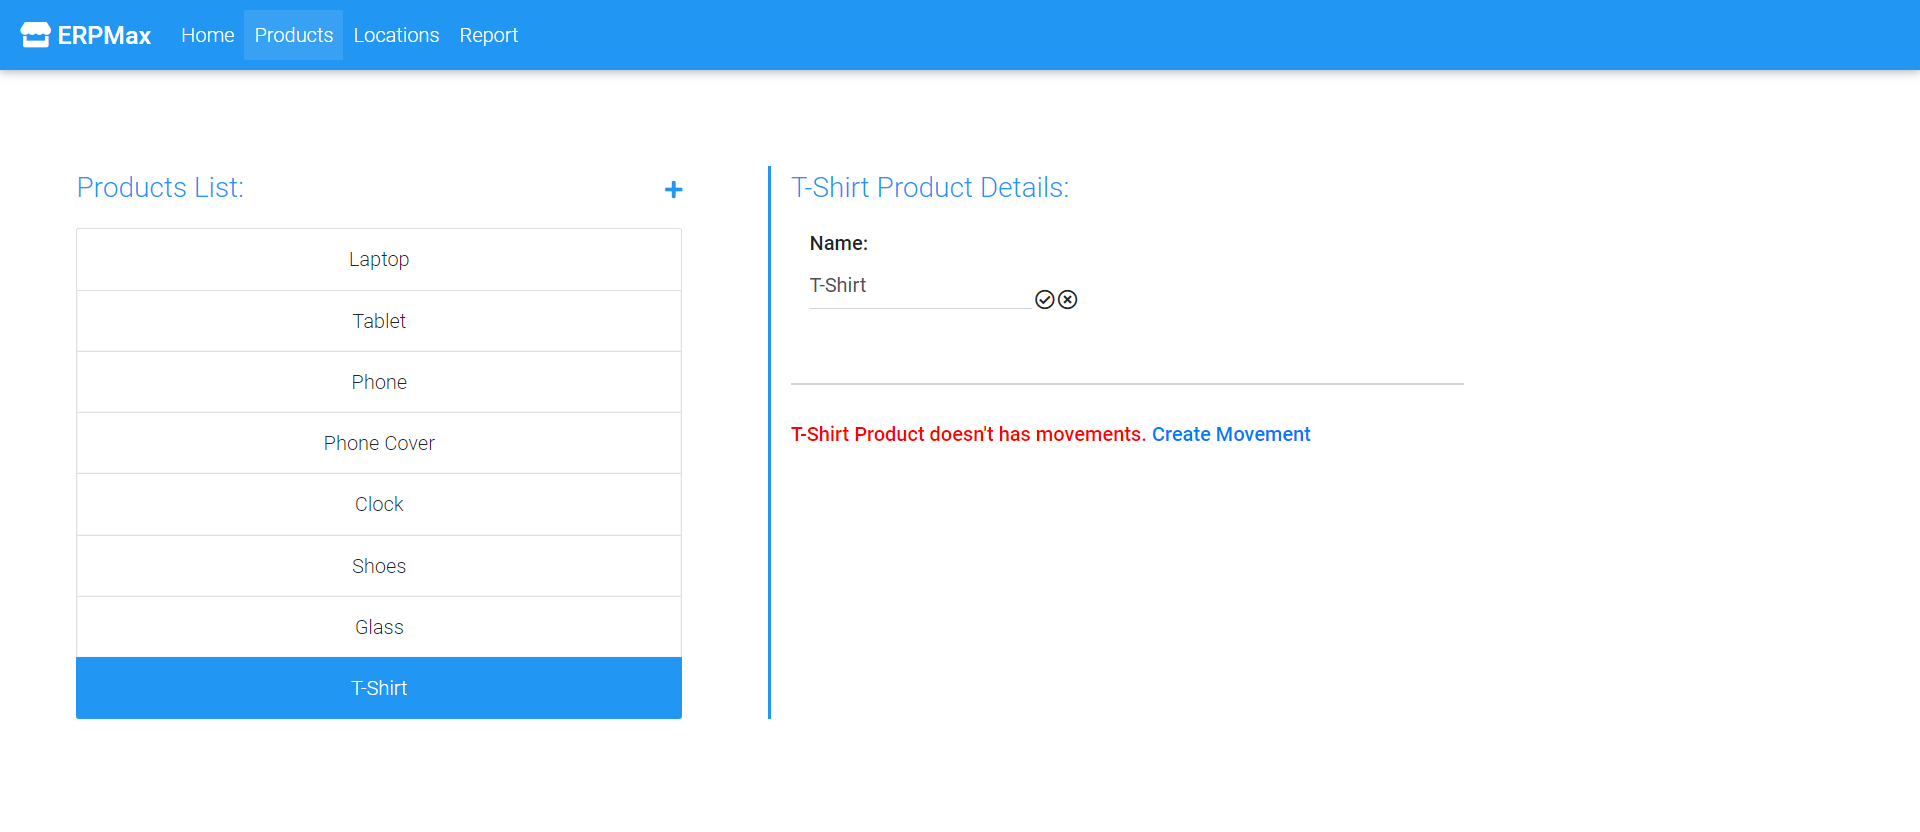 ERPMax Home Products Locations Report
Products List:
Laptop
Tablet
Phone
Phone Cover
Clock
Shoes
Glass
T-Shirt
T-Shirt Product Details:
Name:
T-Shirt
T-Shirt Product doesn't has movements. Create Movement